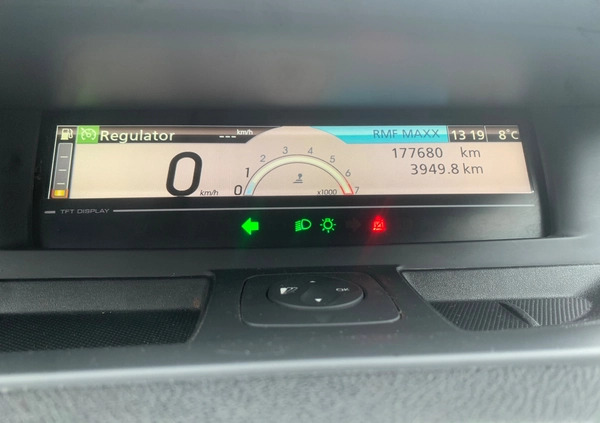 Regulator --- km/h RMF MAXX 13 19 8°C
0 km/h
0 1 2 3 4 5 6 7
x1000
177680 km
3949.8 km
TFT DISPLAY
OK